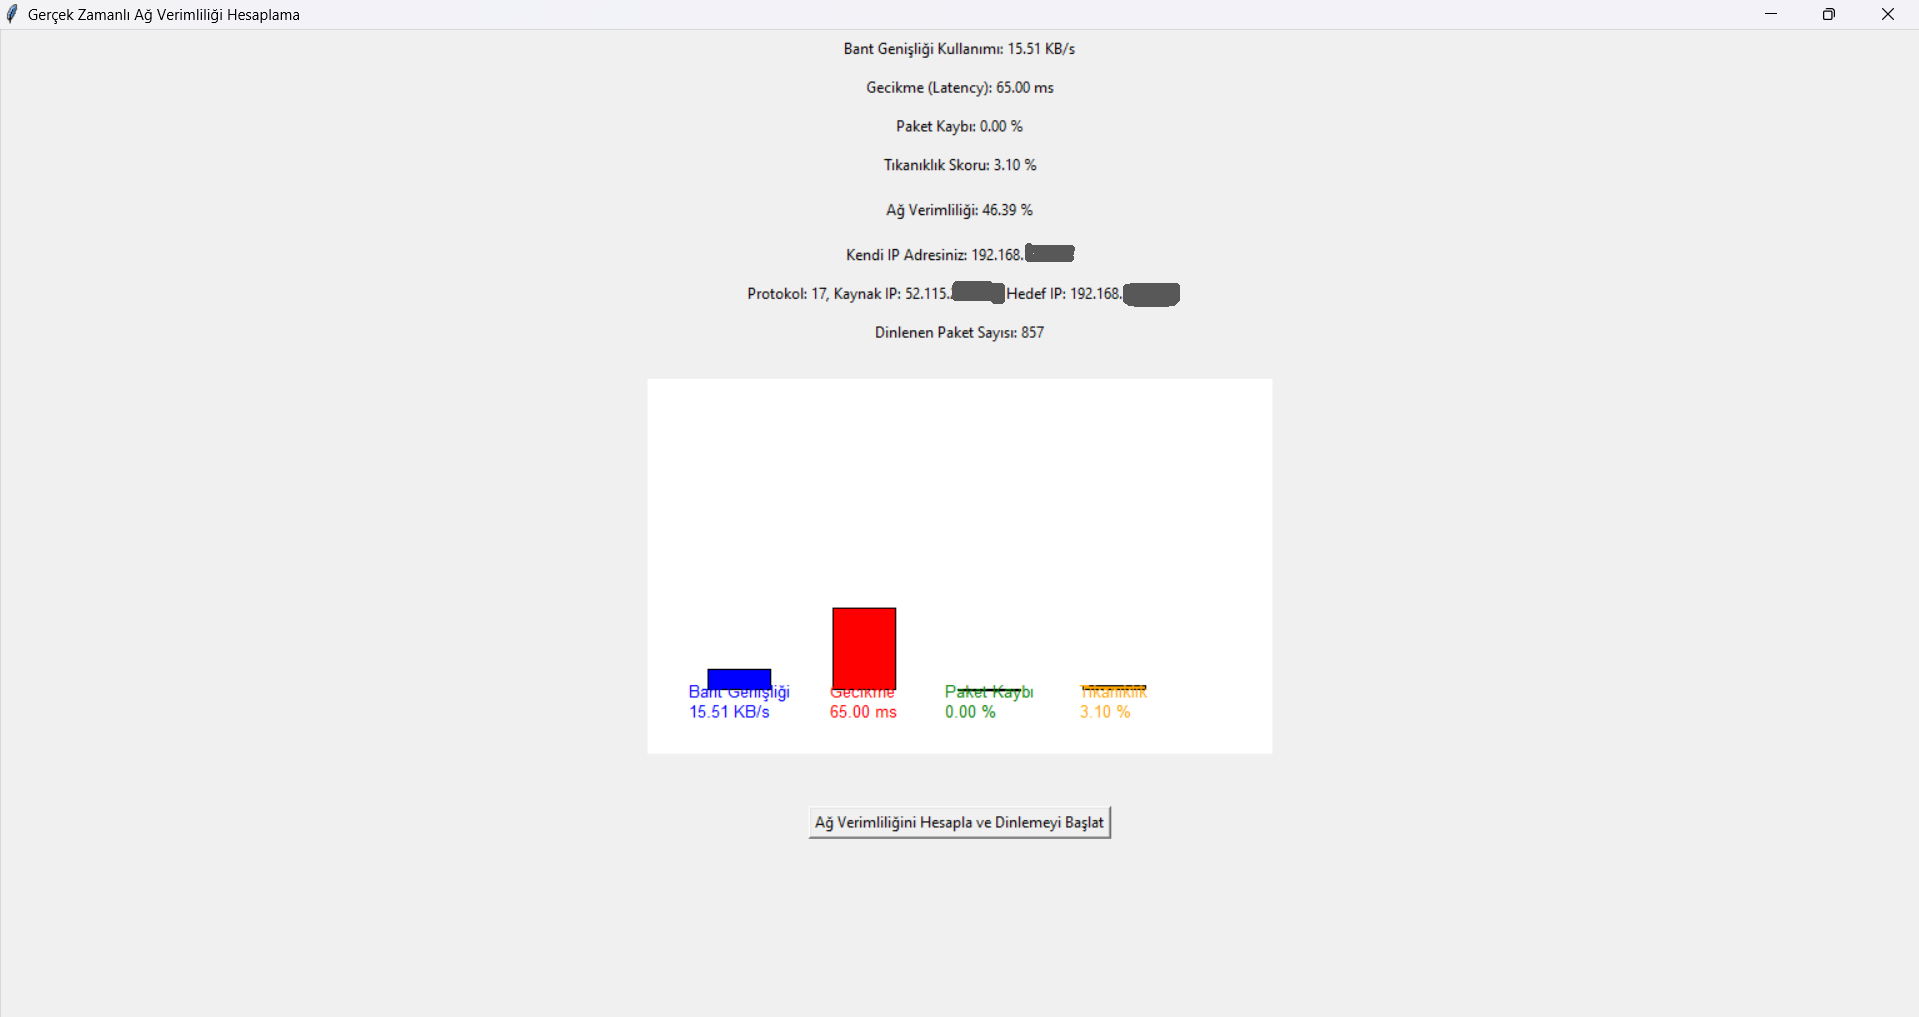 Gerçek Zamanlı Ağ Verimliliği Hesaplama
Bant Genişliği Kullanımı: 15.51 KB/s
Gecikme (Latency): 65.00 ms
Paket Kaybı: 0.00 %
Tıkanıklık Skoru: 3.10 %
Ağ Verimliliği: 46.39 %
Kendi IP Adresiniz: 192.168.
Protokol: 17, Kaynak IP: 52.115. Hedef IP: 192.168.
Dinlenen Paket Sayısı: 857
Bant Genişliği Gecikme Paket Kaybı Tıkanıklık
15.51 KB/s 65.00 ms 0.00 % 3.10 %
Ağ Verimliliğini Hesapla ve Dinlemeyi Başlat